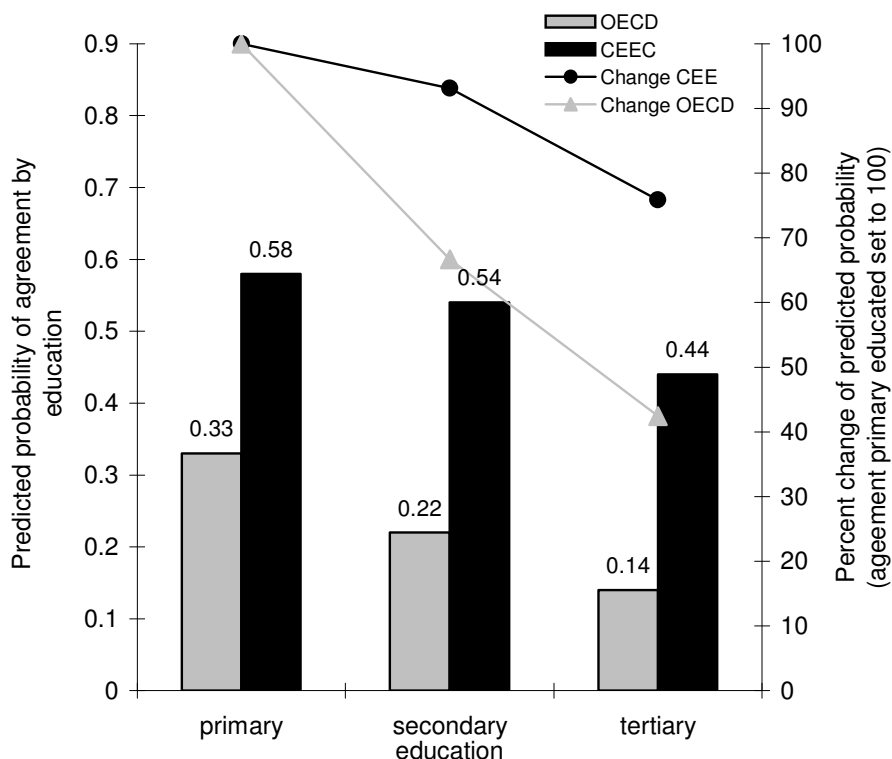 OECD
CEEC
Change CEE
Change OECD
Predicted probability of agreement by
education
0.9
0.8
0.7
0.6
0.5
0.4
0.3
0.2
0.1
0
0.33
0.58
0.22
0.54
0.14
0.44
100
90
80
70
60
50
40
30
20
10
0
Percent change of predicted probability
(ageement primary educated set to 100)
primary
secondary
tertiary
education